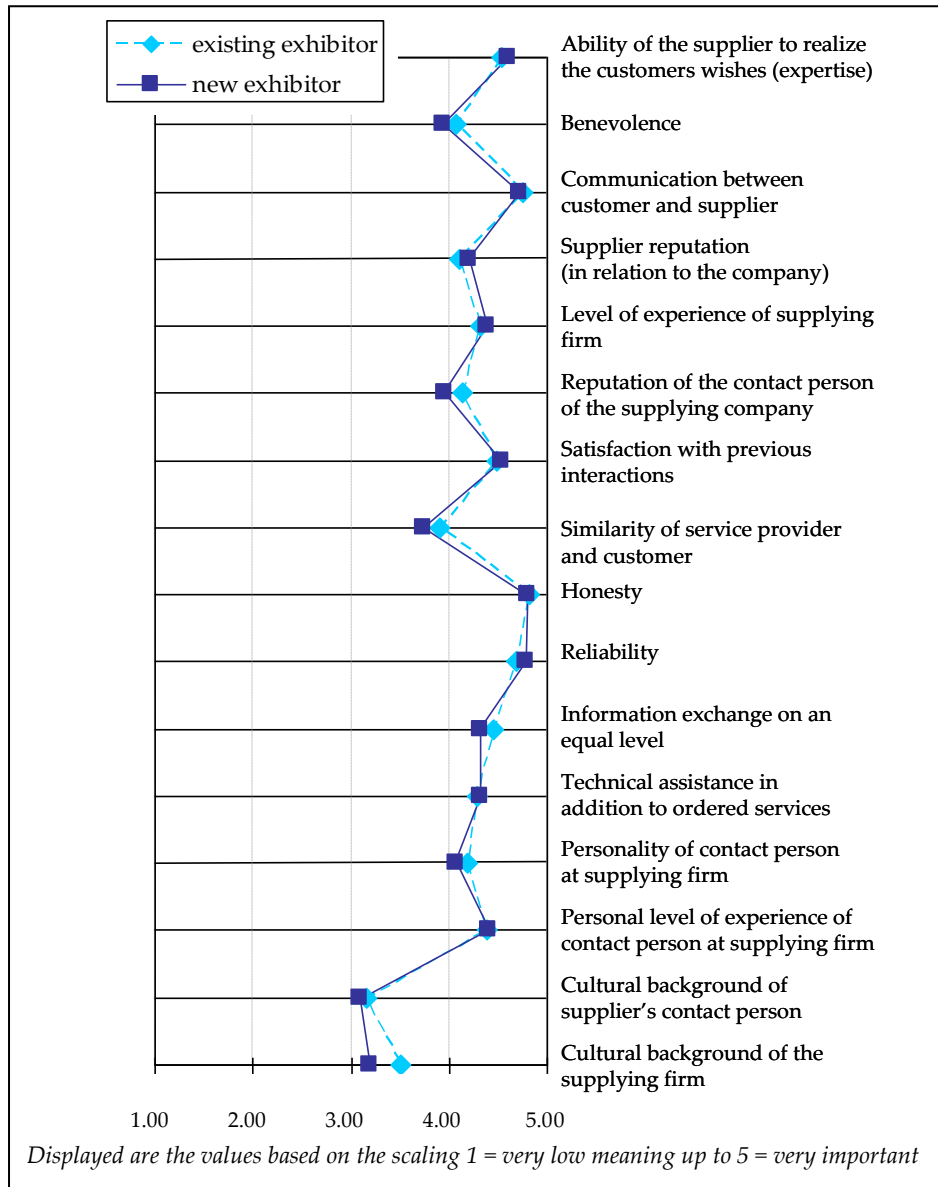 existing exhibitor
new exhibitor
Ability of the supplier to realize
the customers wishes (expertise)
Benevolence
Communication between
customer and supplier
Supplier reputation
(in relation to the company)
Level of experience of supplying
firm
Reputation of the contact person
of the supplying company
Satisfaction with previous
interactions
Similarity of service provider
and customer
Honesty
Reliability
Information exchange on an
equal level
Technical assistance in
addition to ordered services
Personality of contact person
at supplying firm
Personal level of experience of
contact person at supplying firm
Cultural background of
supplier's contact person
Cultural background of the
supplying firm
1.00 2.00 3.00 4.00 5.00
Displayed are the values based on the scaling 1 = very low meaning up to 5 = very important